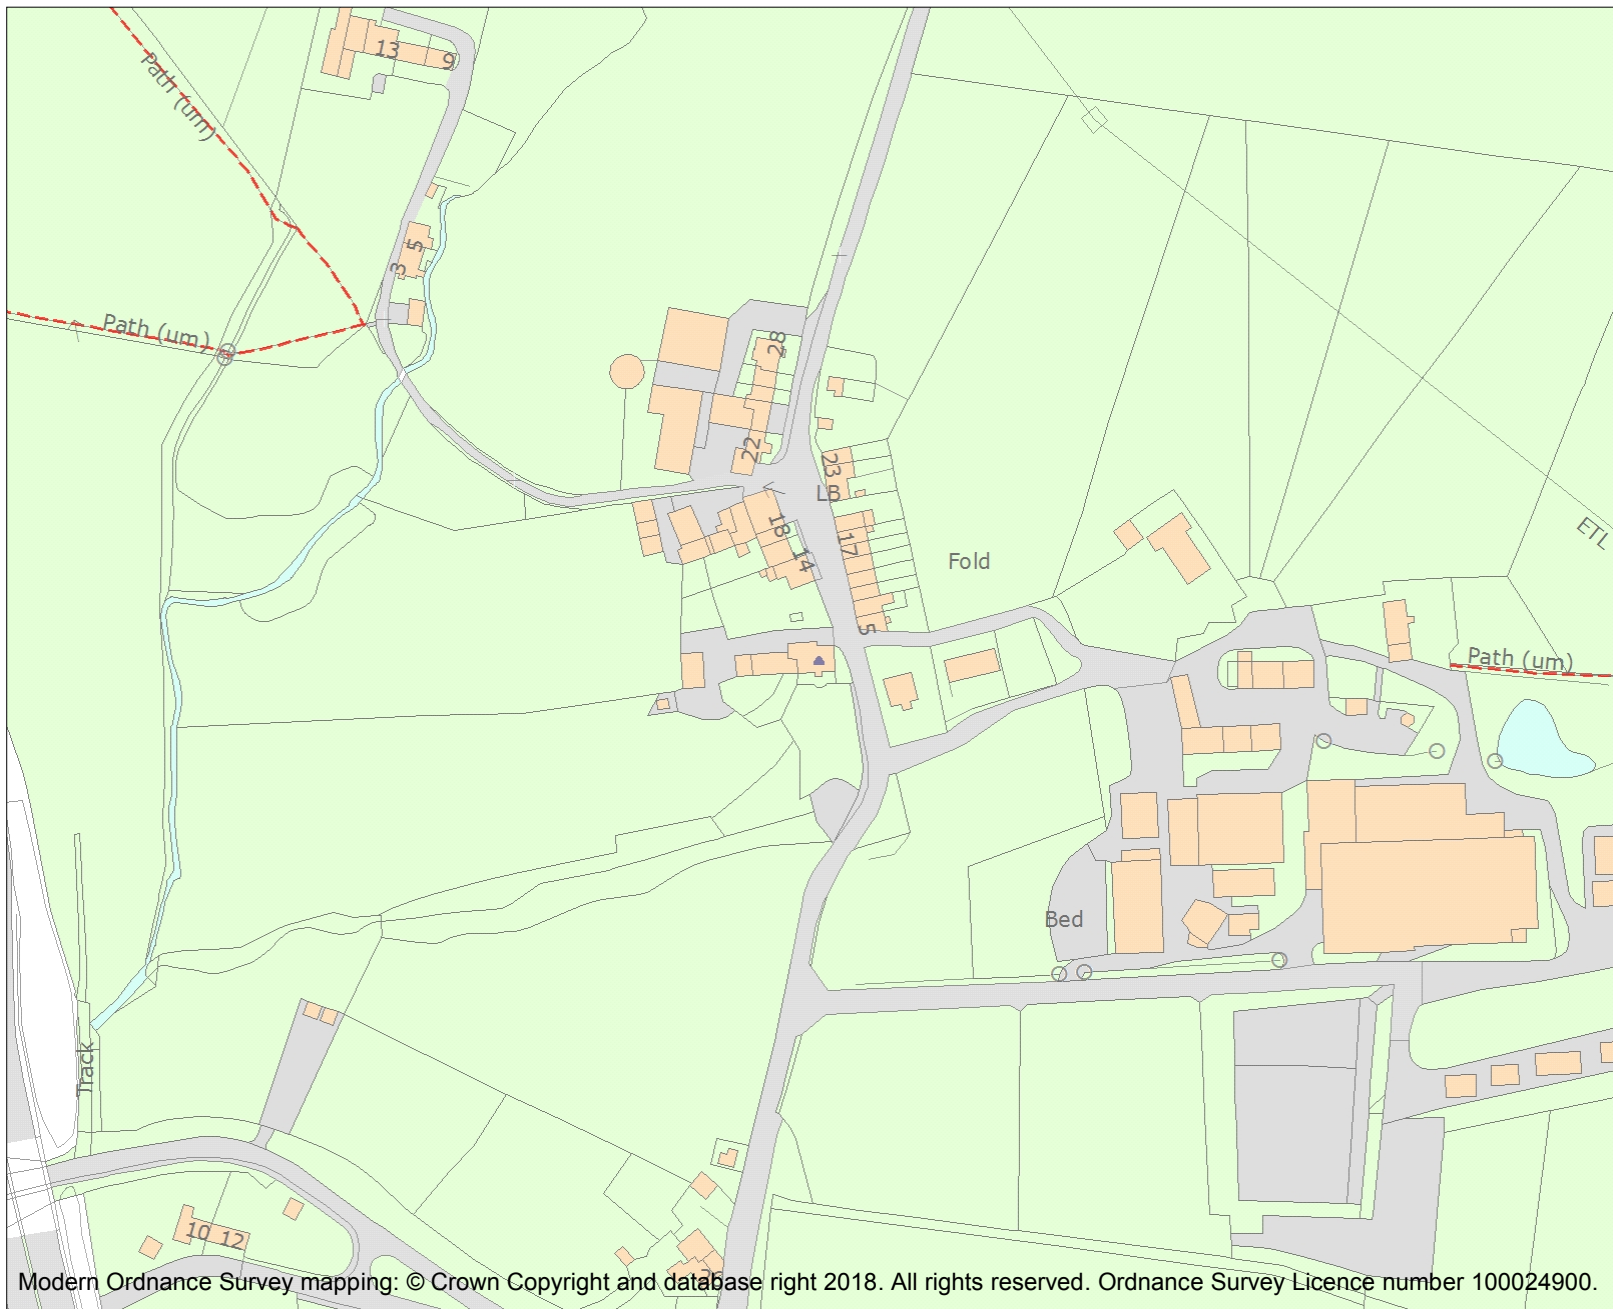 13
9
Path (um)
5
3
Path (um)
28
22
23
LB
18
17
14
Fold
ETL
5
Path (um)
Bed
Track
10 12
Modern Ordnance Survey mapping: © Crown Copyright and database right 2018. All rights reserved. Ordnance Survey Licence number 100024900.